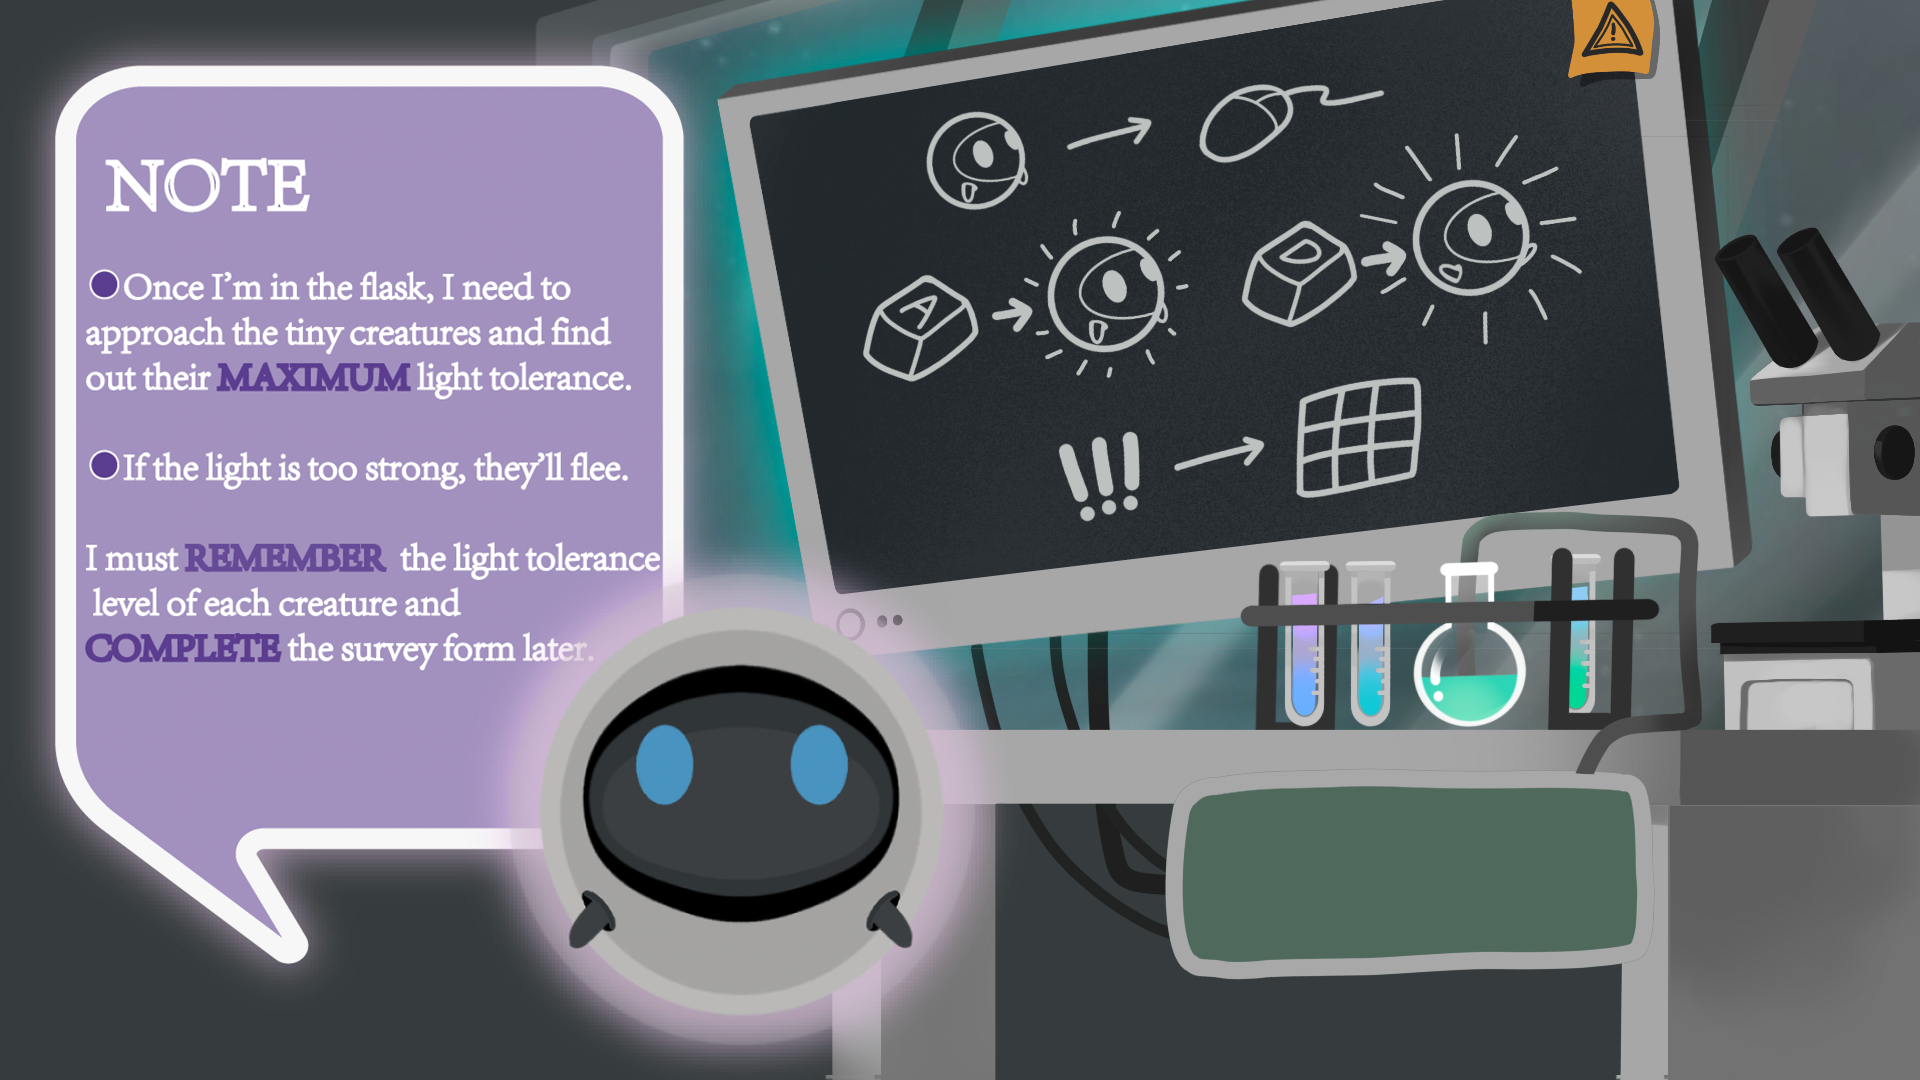 NOTE
Once I'm in the flask, I need to
approach the tiny creatures and find
out their MAXIMUM light tolerance.
If the light is too strong, they'll flee.
I must REMEMBER the light tolerance
level of each creature and
COMPLETE the survey form later.
D
A
!!!